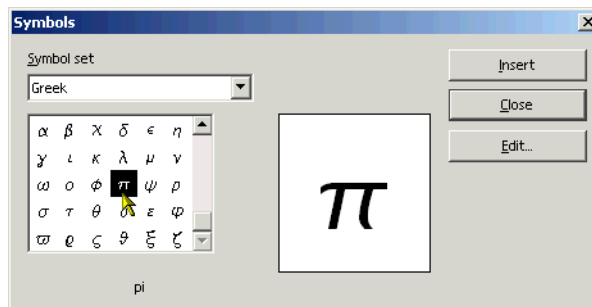 Symbols
Symbol set
Greek
α β χ δ ϵ η
γ ι κ λ μ ν
ω ο ϕ π ψ ρ
σ τ θ υ ε φ
ϖ ϱ ς ϑ ξ ζ
pi
π
Insert
Close
Edit...